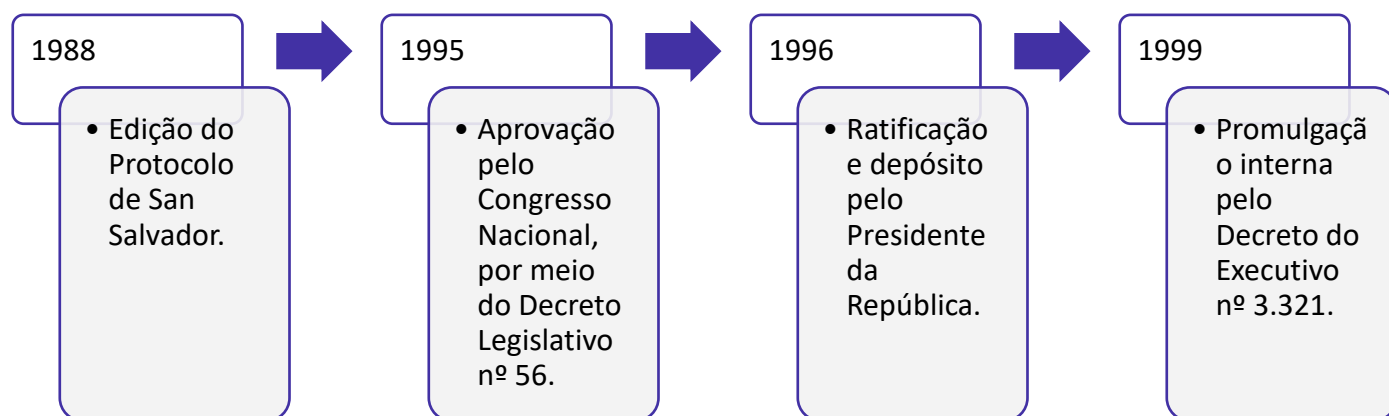 1988
• Edição do
Protocolo
de San
Salvador.
1995
• Aprovação
pelo
Congresso
Nacional,
por meio
do Decreto
Legislativo
nº 56.
1996
• Ratificação
e depósito
pelo
Presidente
da
República.
1999
• Promulgaçã
o interna
pelo
Decreto do
Executivo
nº 3.321.